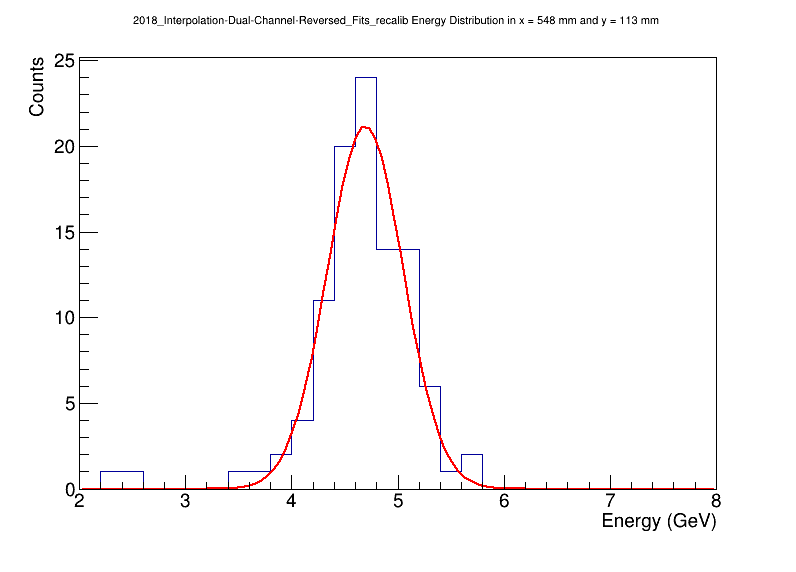 2018_Interpolation-Dual-Channel-Reversed_Fits_recalib Energy Distribution in x = 548 mm and y = 113 mm
Counts
25
20
15
10
5
0
2 3 4 5 6 7 8
Energy (GeV)